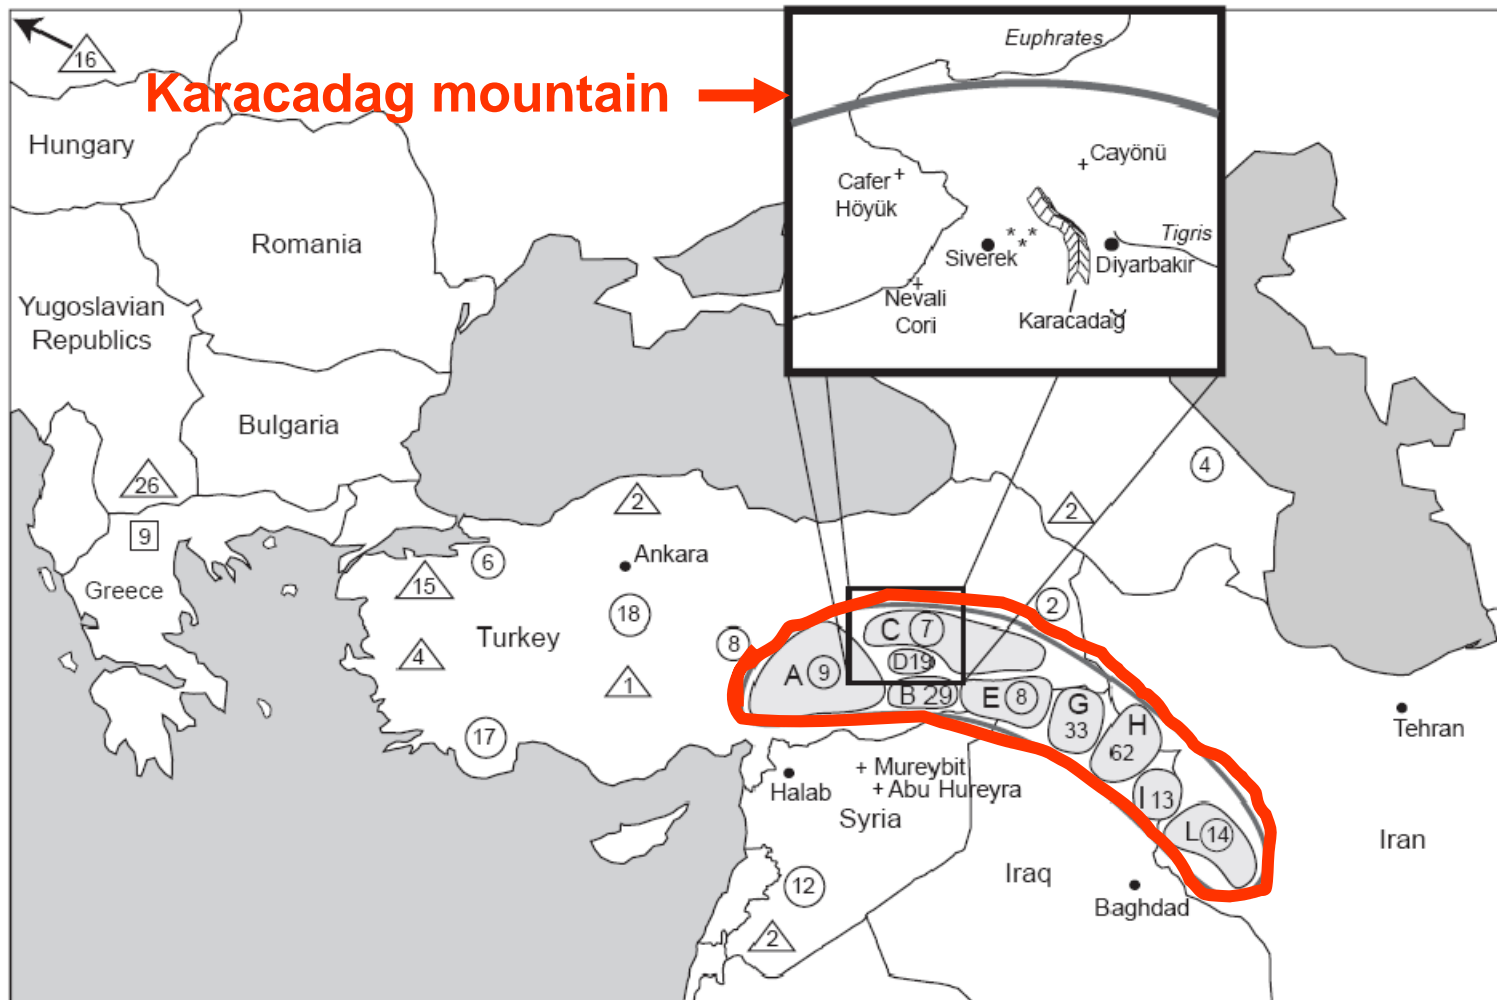 16
Karacadag mountain
Hungary
Romania
Yugoslavian
Republics
Bulgaria
26
9
Greece
Euphrates
Cayönü
Cafer
Höyük
Tigris
Siverek
* * *
*
Diyarbakır
Nevali
Cori
Karacadağ
4
2
2
Ankara
6
15
18
2
Turkey
8
4
1
C 7
D19
A 9
B 29
E 8
G
33
H
62
I 13
L 14
17
Tehran
Mureybit
Halab
Abu Hureyra
Syria
Iran
Iraq
12
Baghdad
2